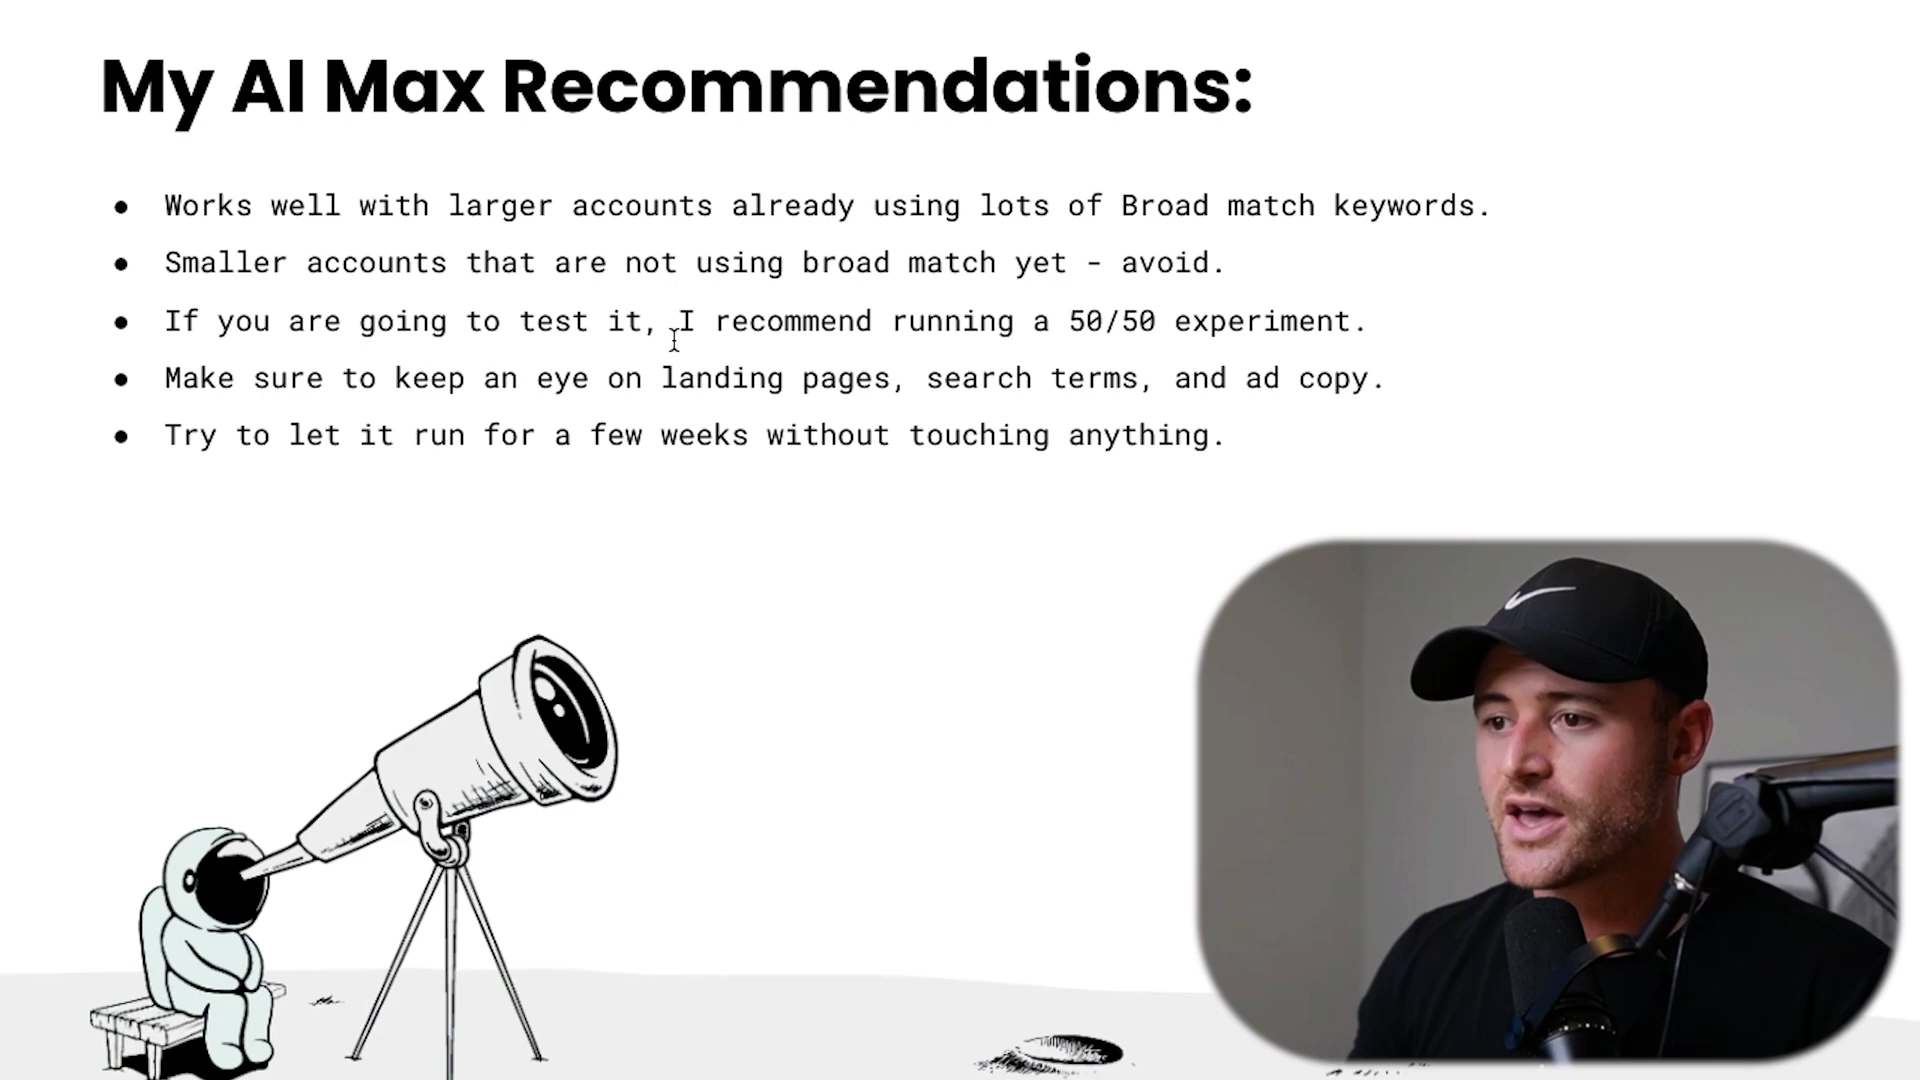 My AI Max Recommendations:
● Works well with larger accounts already using lots of Broad match keywords.
● Smaller accounts that are not using broad match yet - avoid.
● If you are going to test it, I recommend running a 50/50 experiment.
● Make sure to keep an eye on landing pages, search terms, and ad copy.
● Try to let it run for a few weeks without touching anything.